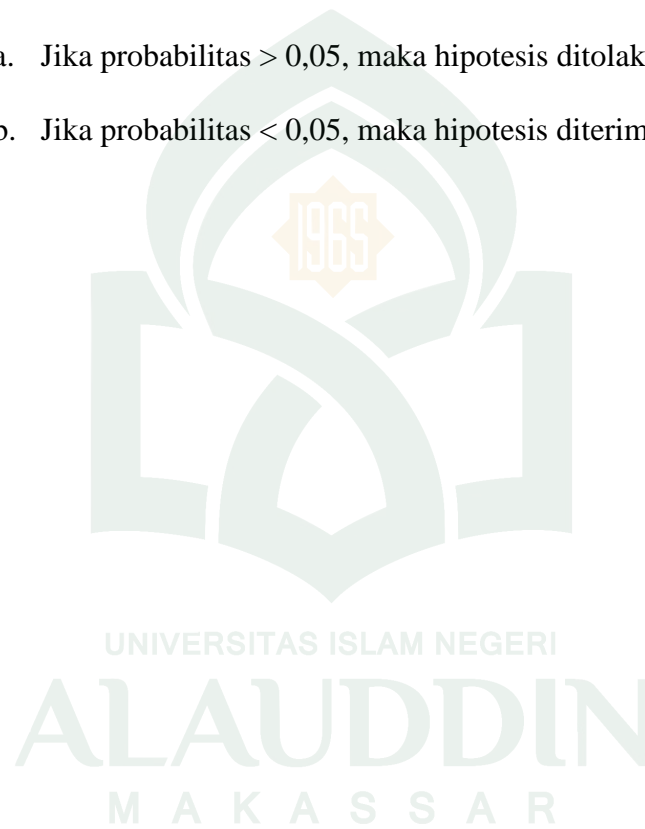 a. Jika probabilitas > 0,05, maka hipotesis ditolak
b. Jika probabilitas < 0,05, maka hipotesis diterim
1965
UNIVERSITAS ISLAM NEGERI
ALAUDDIN
MAKASSAR